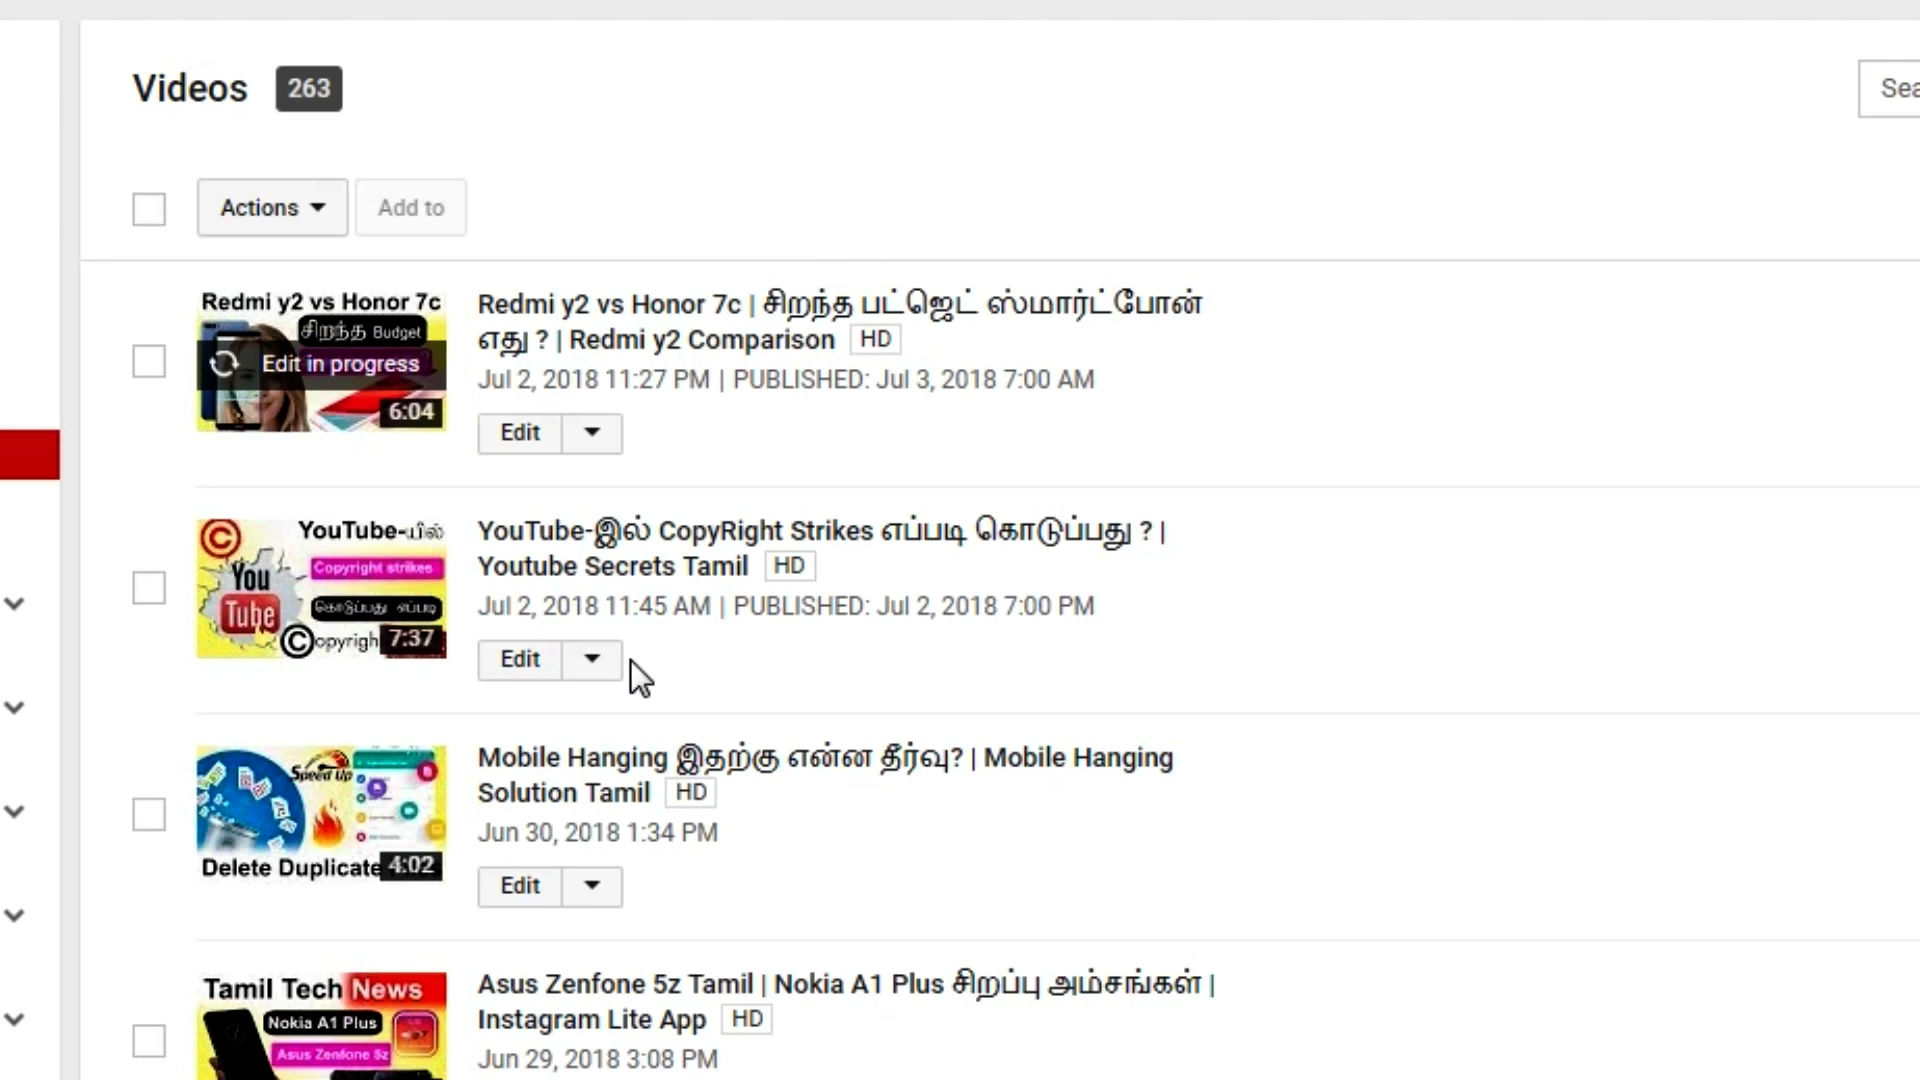 Videos 263
Sea
Actions Add to
Redmi y2 vs Honor 7c
சிறந்த Budget
Edit in progress
6:04
Redmi y2 vs Honor 7c | சிறந்த பட்ஜெட் ஸ்மார்ட்போன்
எது ? | Redmi y2 Comparison HD
Jul 2, 2018 11:27 PM | PUBLISHED: Jul 3, 2018 7:00 AM
Edit
YouTube-யில்
Copyright strikes
You
Tube
கொடுப்பது எப்படி
©opyrigh 7:37
YouTube-இல் CopyRight Strikes எப்படி கொடுப்பது ? |
Youtube Secrets Tamil HD
Jul 2, 2018 11:45 AM | PUBLISHED: Jul 2, 2018 7:00 PM
Edit
Speed Up
Delete Duplicate 4:02
Mobile Hanging இதற்கு என்ன தீர்வு? | Mobile Hanging
Solution Tamil HD
Jun 30, 2018 1:34 PM
Edit
Tamil Tech News
Nokia A1 Plus
Asus Zenfone 5z
Asus Zenfone 5z Tamil | Nokia A1 Plus சிறப்பு அம்சங்கள் |
Instagram Lite App HD
Jun 29, 2018 3:08 PM